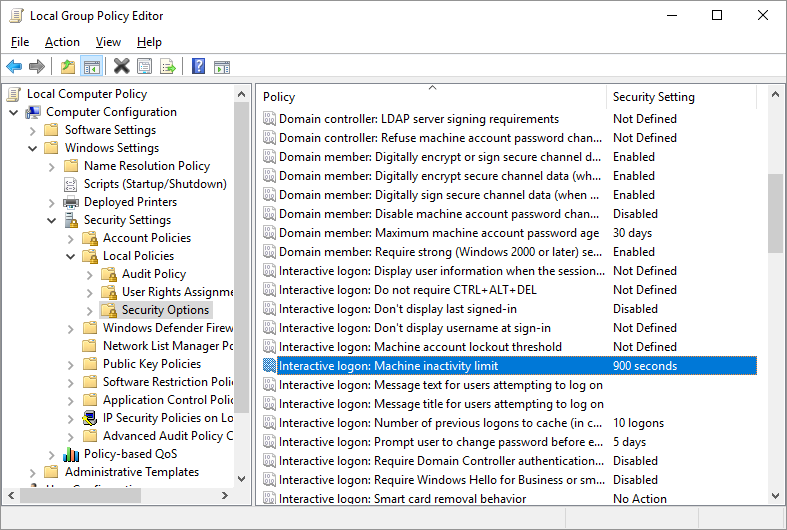 Local Group Policy Editor
File Action View Help
Local Computer Policy
Computer Configuration
Software Settings
Windows Settings
Name Resolution Policy
Scripts (Startup/Shutdown)
Deployed Printers
Security Settings
Account Policies
Local Policies
Audit Policy
User Rights Assignme
Security Options
Windows Defender Firew
Network List Manager Po
Public Key Policies
Software Restriction Polic
Application Control Polic
IP Security Policies on Lo
Advanced Audit Policy C
Policy-based QoS
Administrative Templates
User Configuration
Policy Security Setting
Domain controller: LDAP server signing requirements Not Defined
Domain controller: Refuse machine account password chan... Not Defined
Domain member: Digitally encrypt or sign secure channel d... Enabled
Domain member: Digitally encrypt secure channel data (wh... Enabled
Domain member: Digitally sign secure channel data (when ... Enabled
Domain member: Disable machine account password chan... Disabled
Domain member: Maximum machine account password age 30 days
Domain member: Require strong (Windows 2000 or later) se... Enabled
Interactive logon: Display user information when the session... Not Defined
Interactive logon: Do not require CTRL+ALT+DEL Not Defined
Interactive logon: Don't display last signed-in Disabled
Interactive logon: Don't display username at sign-in Not Defined
Interactive logon: Machine account lockout threshold Not Defined
Interactive logon: Machine inactivity limit 900 seconds
Interactive logon: Message text for users attempting to log on
Interactive logon: Message title for users attempting to log on
Interactive logon: Number of previous logons to cache (in c... 10 logons
Interactive logon: Prompt user to change password before e... 5 days
Interactive logon: Require Domain Controller authentication... Disabled
Interactive logon: Require Windows Hello for Business or sm... Disabled
Interactive logon: Smart card removal behavior No Action